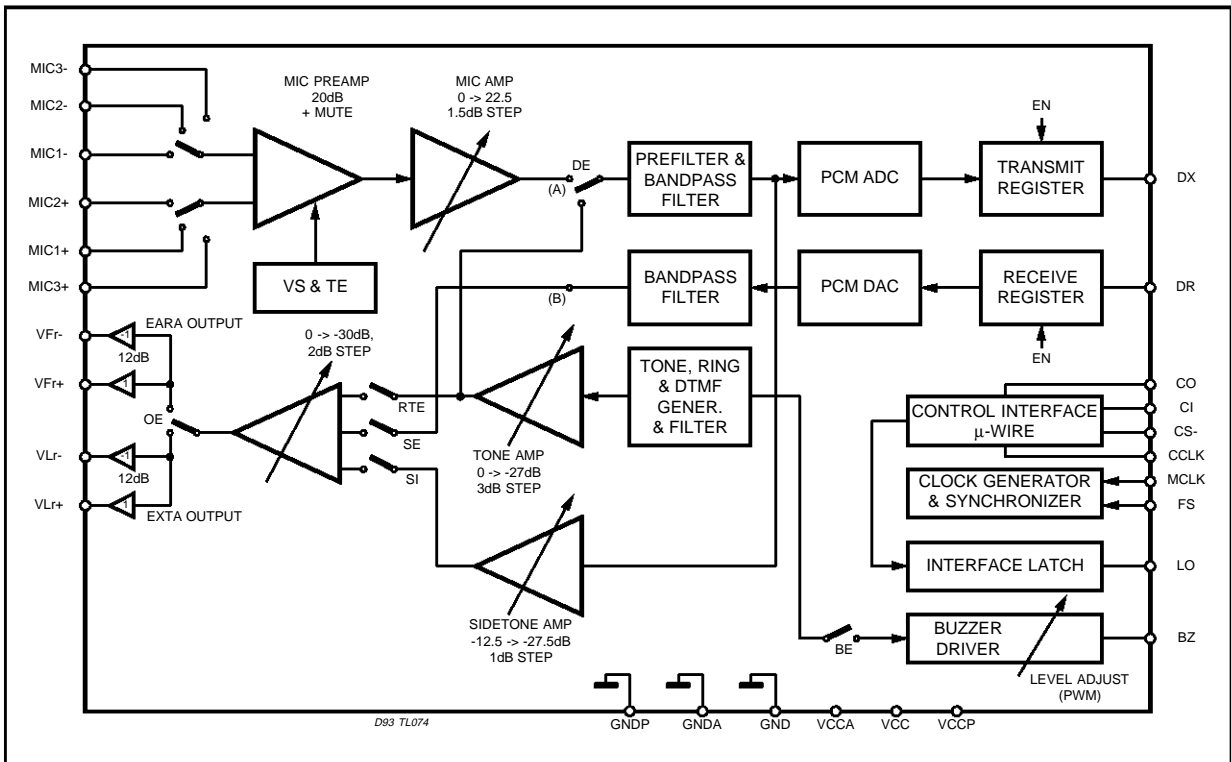 MIC3-
MIC2-
MIC1-
MIC2+
MIC1+
MIC3+
VFr-
VFr+
VLr-
VLr+
MIC PREAMP
20dB
+ MUTE
MIC AMP
0 -> 22.5
1.5dB STEP
VS & TE
DE
(A)
(B)
PREFILTER &
BANDPASS
FILTER
PCM ADC
EN
TRANSMIT
REGISTER
DX
BANDPASS
FILTER
PCM DAC
RECEIVE
REGISTER
EN
DR
EARA OUTPUT
-1
12dB
1
OE
-1
12dB
1
EXTA OUTPUT
0 -> -30dB,
2dB STEP
RTE
SE
SI
TONE AMP
0 -> -27dB
3dB STEP
TONE, RING
& DTMF
GENER.
& FILTER
SIDETONE AMP
-12.5 -> -27.5dB
1dB STEP
CONTROL INTERFACE
µ-WIRE
CO
CI
CS-
CCLK
CLOCK GENERATOR
& SYNCHRONIZER
MCLK
FS
INTERFACE LATCH
LO
BE
BUZZER
DRIVER
BZ
LEVEL ADJUST
(PWM)
D93 TL074
GNDP
GNDA
GND
VCCA
VCC
VCCP